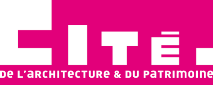 CITÉ.
DE L'ARCHITECTURE & DU PATRIMOINE